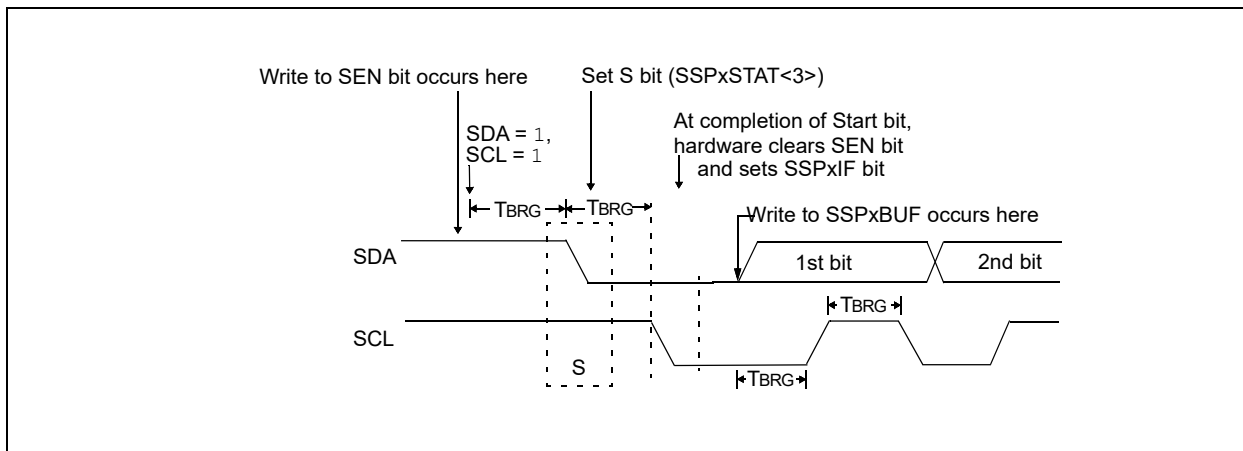 Write to SEN bit occurs here
Set S bit (SSPxSTAT<3>)
SDA = 1,
SCL = 1
At completion of Start bit,
hardware clears SEN bit
and sets SSPxIF bit
TBRG
TBRG
Write to SSPxBUF occurs here
SDA
1st bit
2nd bit
TBRG
SCL
S
TBRG